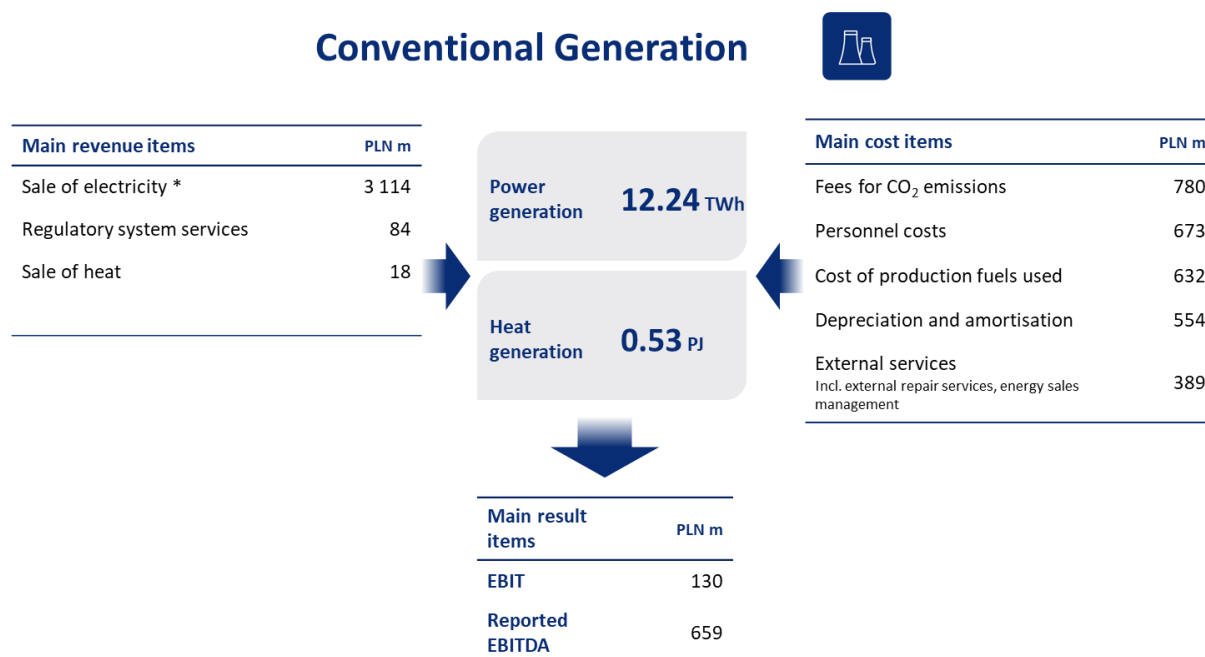 Conventional Generation
Main revenue items PLN m
Sale of electricity * 3 114
Regulatory system services 84
Sale of heat 18
Power
generation 12.24 TWh
Heat
generation 0.53 PJ
Main cost items PLN m
Fees for CO2 emissions 780
Personnel costs 673
Cost of production fuels used 632
Depreciation and amortisation 554
External services
Incl. external repair services, energy sales
management 389
Main result
items PLN m
EBIT 130
Reported
EBITDA 659